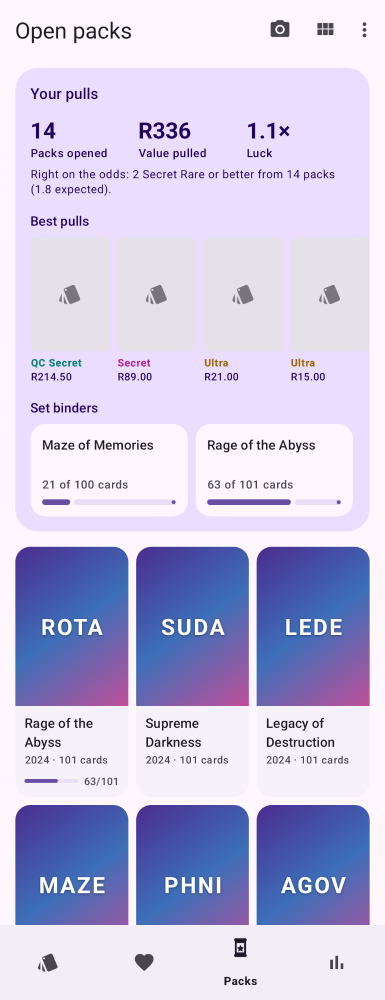 Open packs
Your pulls
14
Packs opened
R336
Value pulled
1.1×
Luck
Right on the odds: 2 Secret Rare or better from 14 packs
(1.8 expected).
Best pulls
QC Secret
R214.50
Secret
R89.00
Ultra
R21.00
Ultra
R15.00
Set binders
Maze of Memories
21 of 100 cards
Rage of the Abyss
63 of 101 cards
ROTA
Rage of the
Abyss
2024 · 101 cards
63/101
SUDA
Supreme
Darkness
2024 · 101 cards
LEDE
Legacy of
Destruction
2024 · 101 cards
MAZE
PHNI
AGOV
Packs